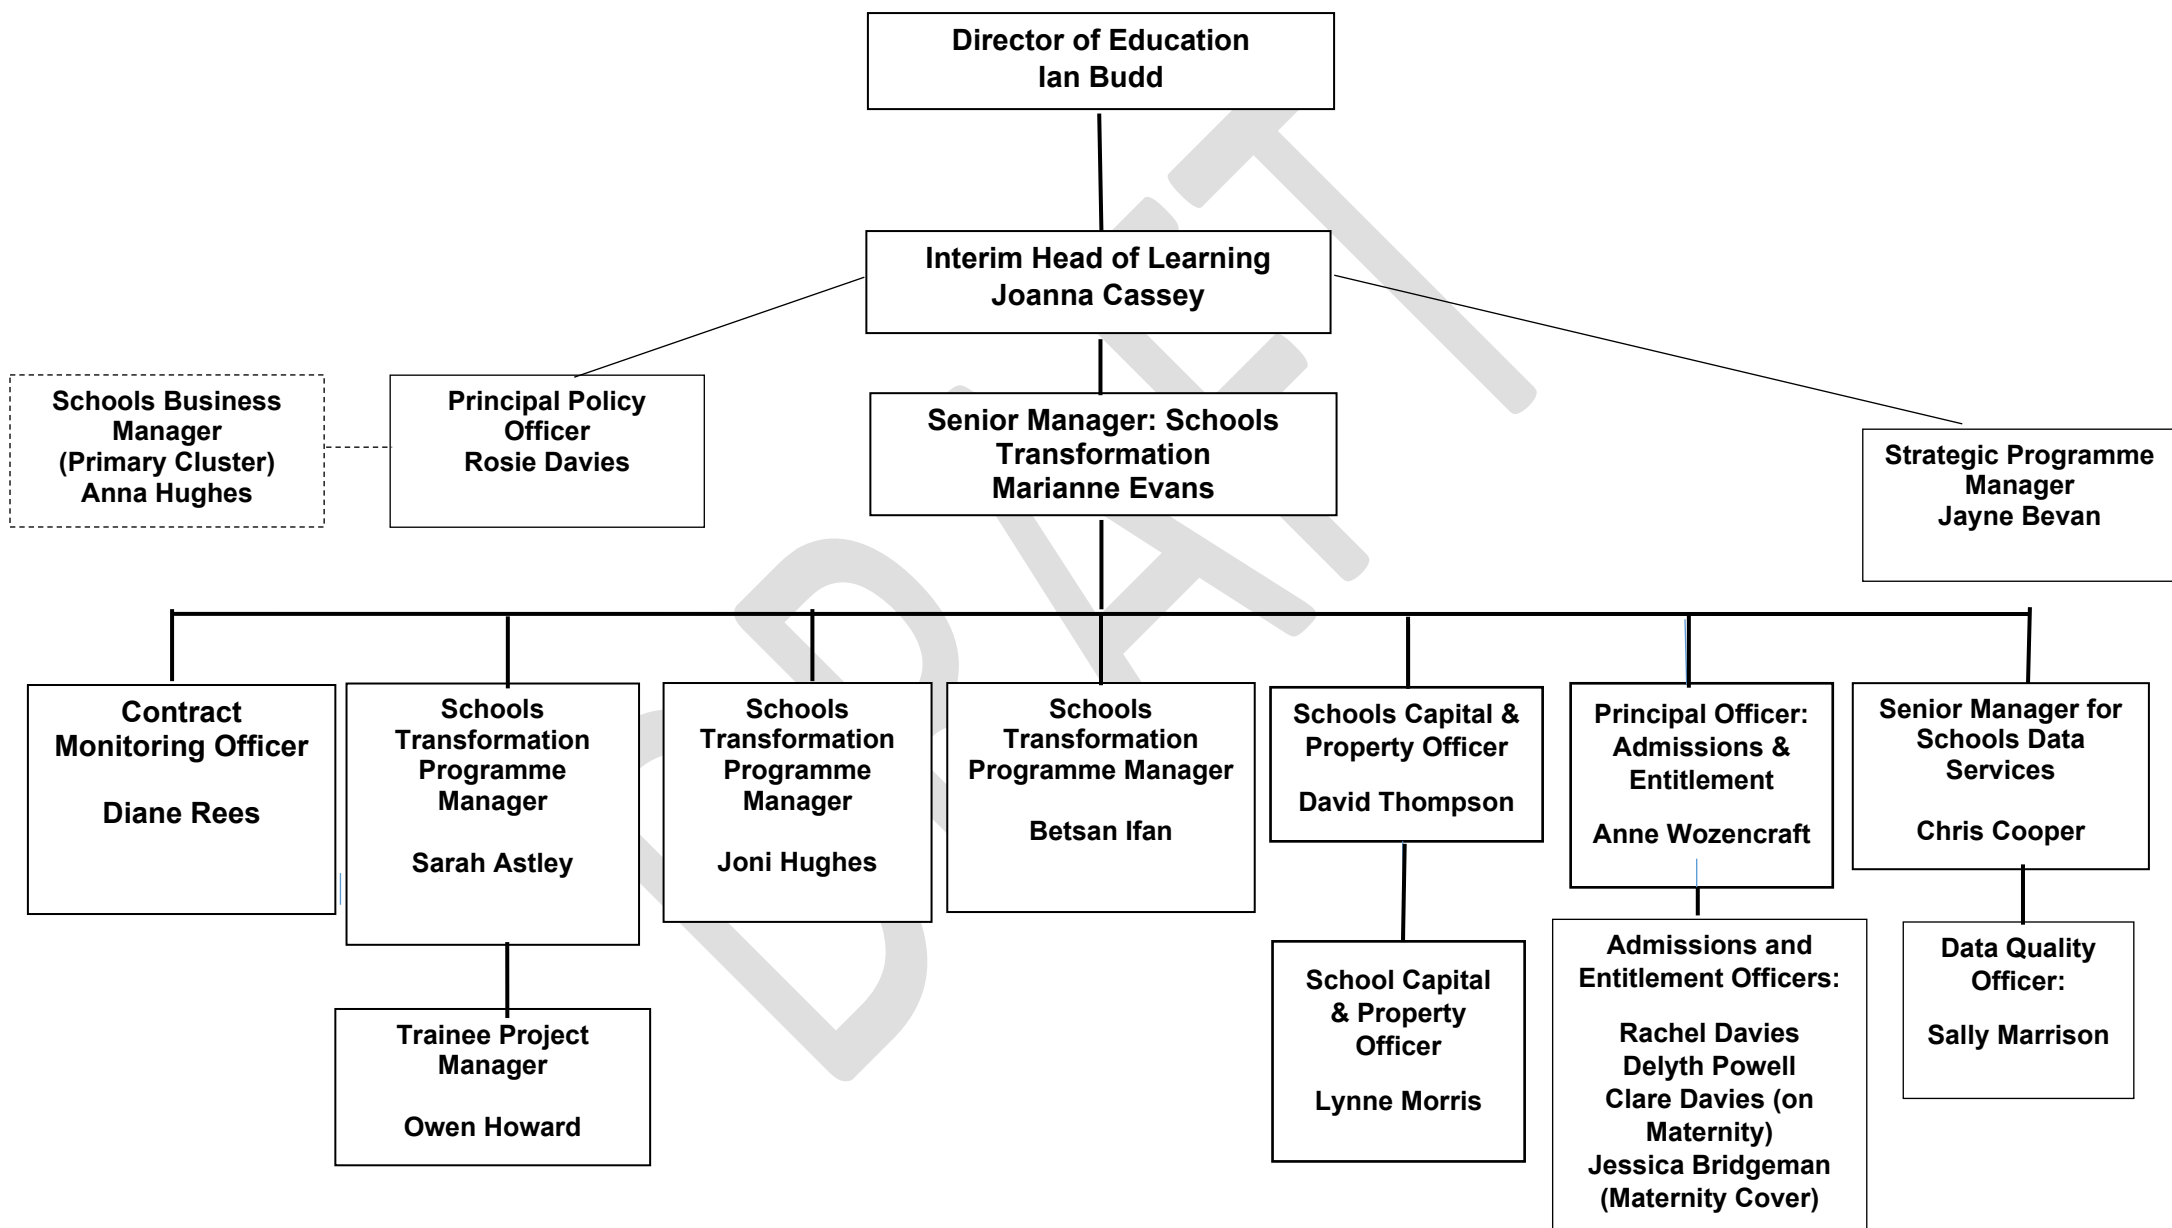 Director of Education
Ian Budd
Interim Head of Learning
Joanna Cassey
Schools Business
Manager
(Primary Cluster)
Anna Hughes
Principal Policy
Officer
Rosie Davies
Senior Manager: Schools
Transformation
Marianne Evans
Strategic Programme
Manager
Jayne Bevan
Contract
Monitoring Officer
Diane Rees
Schools
Transformation
Programme
Manager
Sarah Astley
Schools
Transformation
Programme
Manager
Joni Hughes
Schools
Transformation
Programme Manager
Betsan Ifan
Schools Capital &
Property Officer
David Thompson
Principal Officer:
Admissions &
Entitlement
Anne Wozencraft
Senior Manager for
Schools Data
Services
Chris Cooper
Trainee Project
Manager
Owen Howard
School Capital
& Property
Officer
Lynne Morris
Admissions and
Entitlement Officers:
Rachel Davies
Delyth Powell
Clare Davies (on
Maternity)
Jessica Bridgeman
(Maternity Cover)
Data Quality
Officer:
Sally Marrison
DRAFT